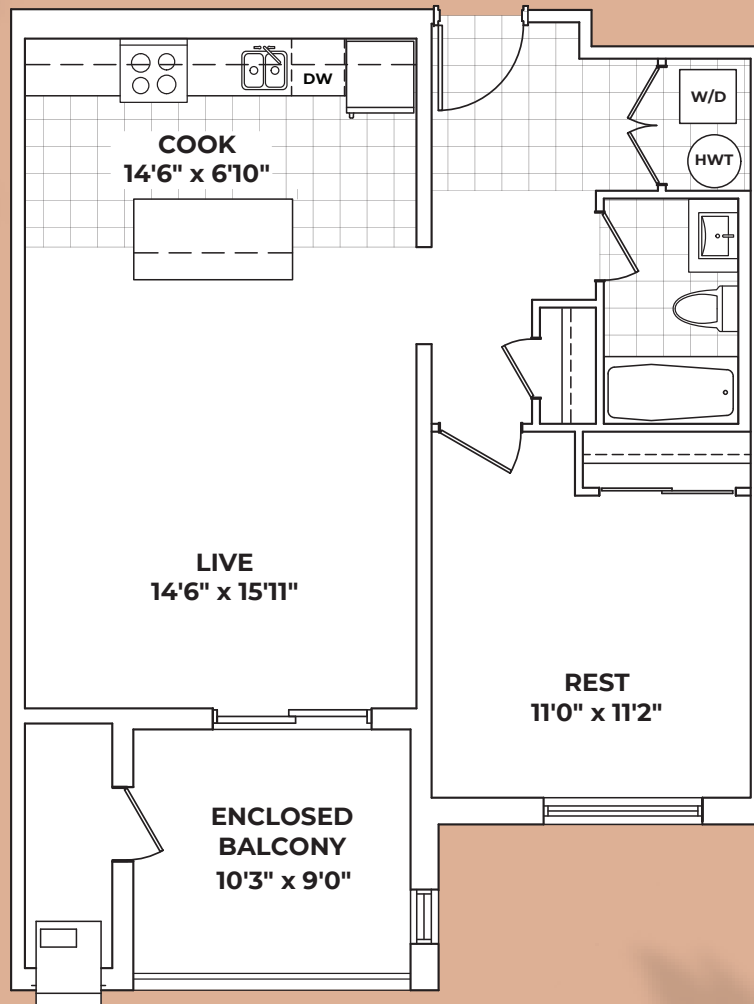 DW
W/D
COOK
14'6" x 6'10"
HWT
LIVE
14'6" x 15'11"
REST
11'0" x 11'2"
ENCLOSED
BALCONY
10'3" x 9'0"